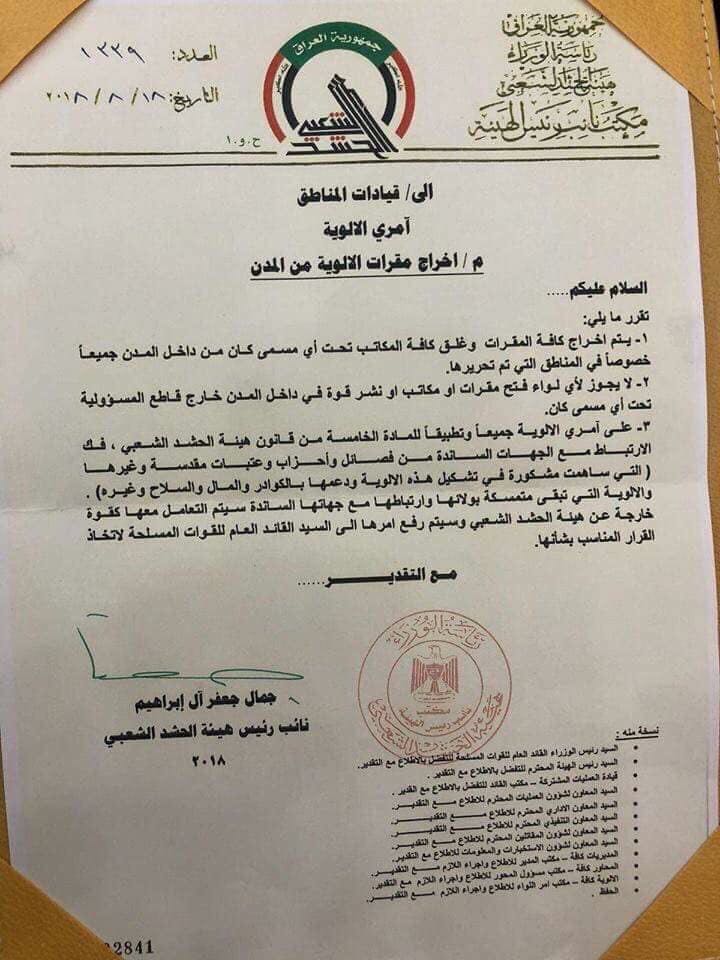 جمهورية العراق
رئاسة الوزراء
هيئة الحشد الشعبي
مكتب نائب رئيس الهيئة
جمهورية العراق
الحشد الشعبي
العدد: ١٣٣٩
التاريخ: ٢٠١٨/٨/١٨
ح.و.١
الى/ قيادات المناطق
آمري الالوية
م/ اخراج مقرات الالوية من المدن
السلام عليكم.....
تقرر ما يلي:
١- يتم اخراج كافة المقرات وغلق كافة المكاتب تحت أي مسمى كان من داخل المدن جميعاً
خصوصاً في المناطق التي تم تحريرها.
٢- لا يجوز لأي لواء فتح مقرات او مكاتب او نشر قوة في داخل المدن خارج قاطع المسؤولية
تحت أي مسمى كان.
٣- على آمري الالوية جميعاً وتطبيقاً للمادة الخامسة من قانون هيئة الحشد الشعبي ، فك
الارتباط مع الجهات الساندة من فصائل وأحزاب وعتبات مقدسة وغيرها
( التي ساهمت مشكورة في تشكيل هذه الالوية ودعمها بالكوادر والمال والسلاح وغيره) .
والالوية التي تبقى متمسكة بولائها وارتباطها مع جهاتها الساندة سيتم التعامل معها كقوة
خارجة عن هيئة الحشد الشعبي وسيتم رفع امرها الى السيد القائد العام للقوات المسلحة لاتخاذ
القرار المناسب بشأنها.
مع التقديـــــــر......
جمال جعفر آل إبراهيم
نائب رئيس هيئة الحشد الشعبي
٢٠١٨
رئاسة الوزراء
مكتب
نائب رئيس الهيئة
هيئة الحشد الشعبي
نسخة منه :
السيد رئيس الوزراء القائد العام للقوات المسلحة للتفضل بالاطلاع مع التقدير.
السيد رئيس الهيئة المحترم للتفضل بالاطلاع مع التقدير .
قيادة العمليات المشتركة – مكتب القائد للتفضل بالاطلاع مع القدير .
السيد المعاون لشؤون العمليات المحترم للاطلاع مع التقدير.
السيد المعاون الاداري المحترم للاطلاع مع التقدير.
السيد المعاون التنفيذي المحترم للاطلاع مع التقدير.
السيد المعاون لشؤون المقاتلين المحترم للاطلاع مع التقدير.
السيد المعاون لشؤون الاستخبارات والمعلومات للاطلاع مع التقدير.
المديريات كافة – مكتب المدير للاطلاع واجراء اللازم مع التقدير.
المحاور كافة – مكتب مسؤول المحور للاطلاع واجراء اللازم مع التقدير.
الالوية كافة – مكتب امر اللواء للاطلاع واجراء اللازم مع التقدير.
الحفظ .
2841